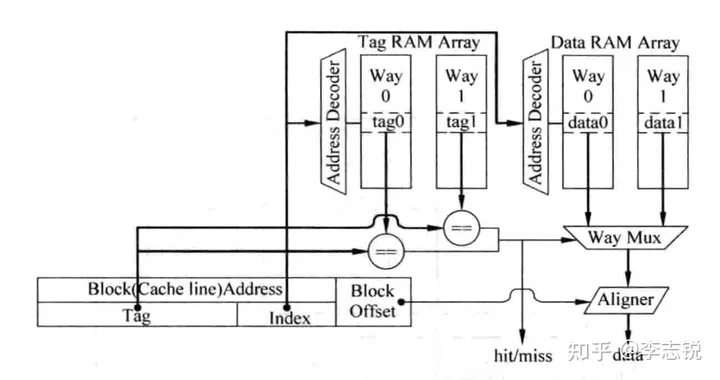 Tag RAM Array
Data RAM Array
Address Decoder
Way
0
tag0
Way
1
tag1
Address Decoder
Way
0
data0
Way
1
data1
==
==
Way Mux
Block(Cache line)Address
Block
Offset
Tag
Index
Aligner
hit/miss
data
知乎 @李志锐